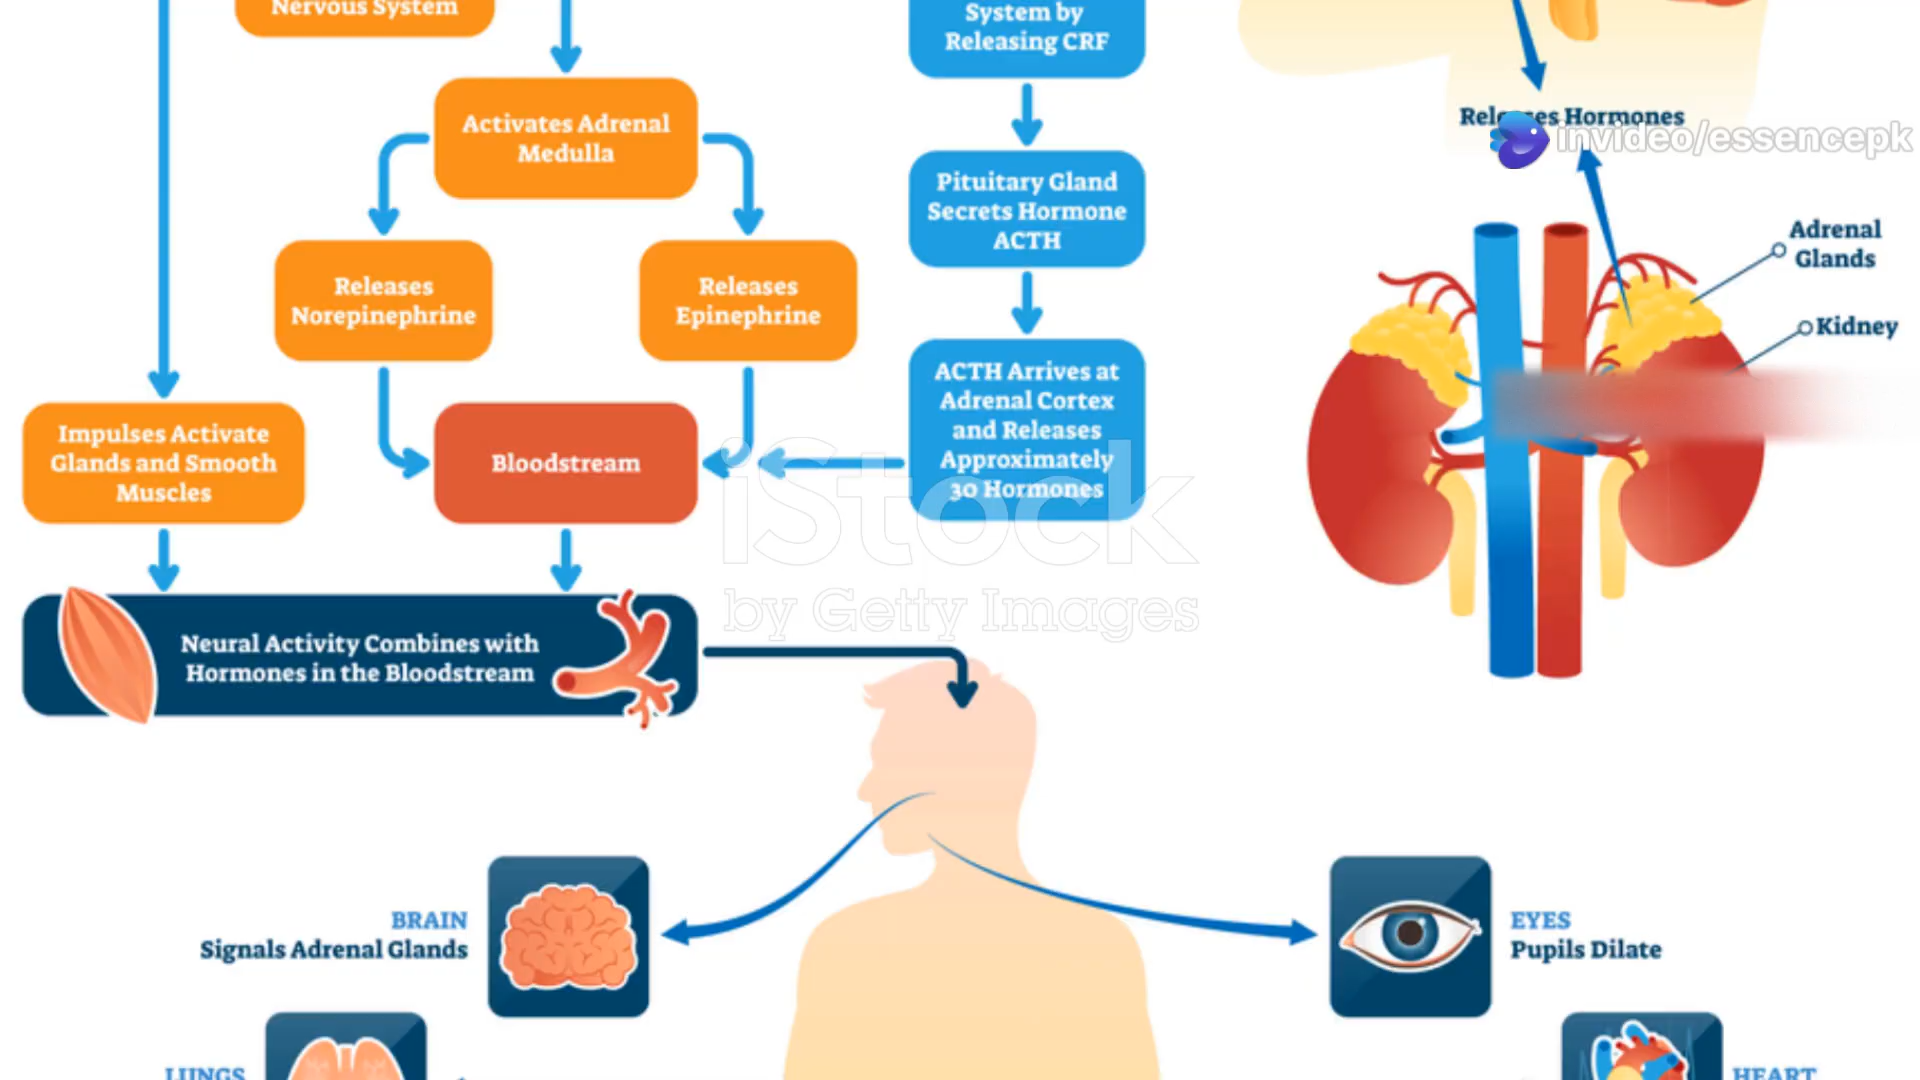 Nervous System
System by
Releasing CRF
Releases Hormones
invideo/essencepk
Activates Adrenal
Medulla
Pituitary Gland
Secrets Hormone
ACTH
Adrenal
Glands
Kidney
Releases
Norepinephrine
Releases
Epinephrine
ACTH Arrives at
Adrenal Cortex
and Releases
Approximately
30 Hormones
Impulses Activate
Glands and Smooth
Muscles
Bloodstream
iStock
by Getty Images
Neural Activity Combines with
Hormones in the Bloodstream
BRAIN
Signals Adrenal Glands
EYES
Pupils Dilate
LUNGS
HEART